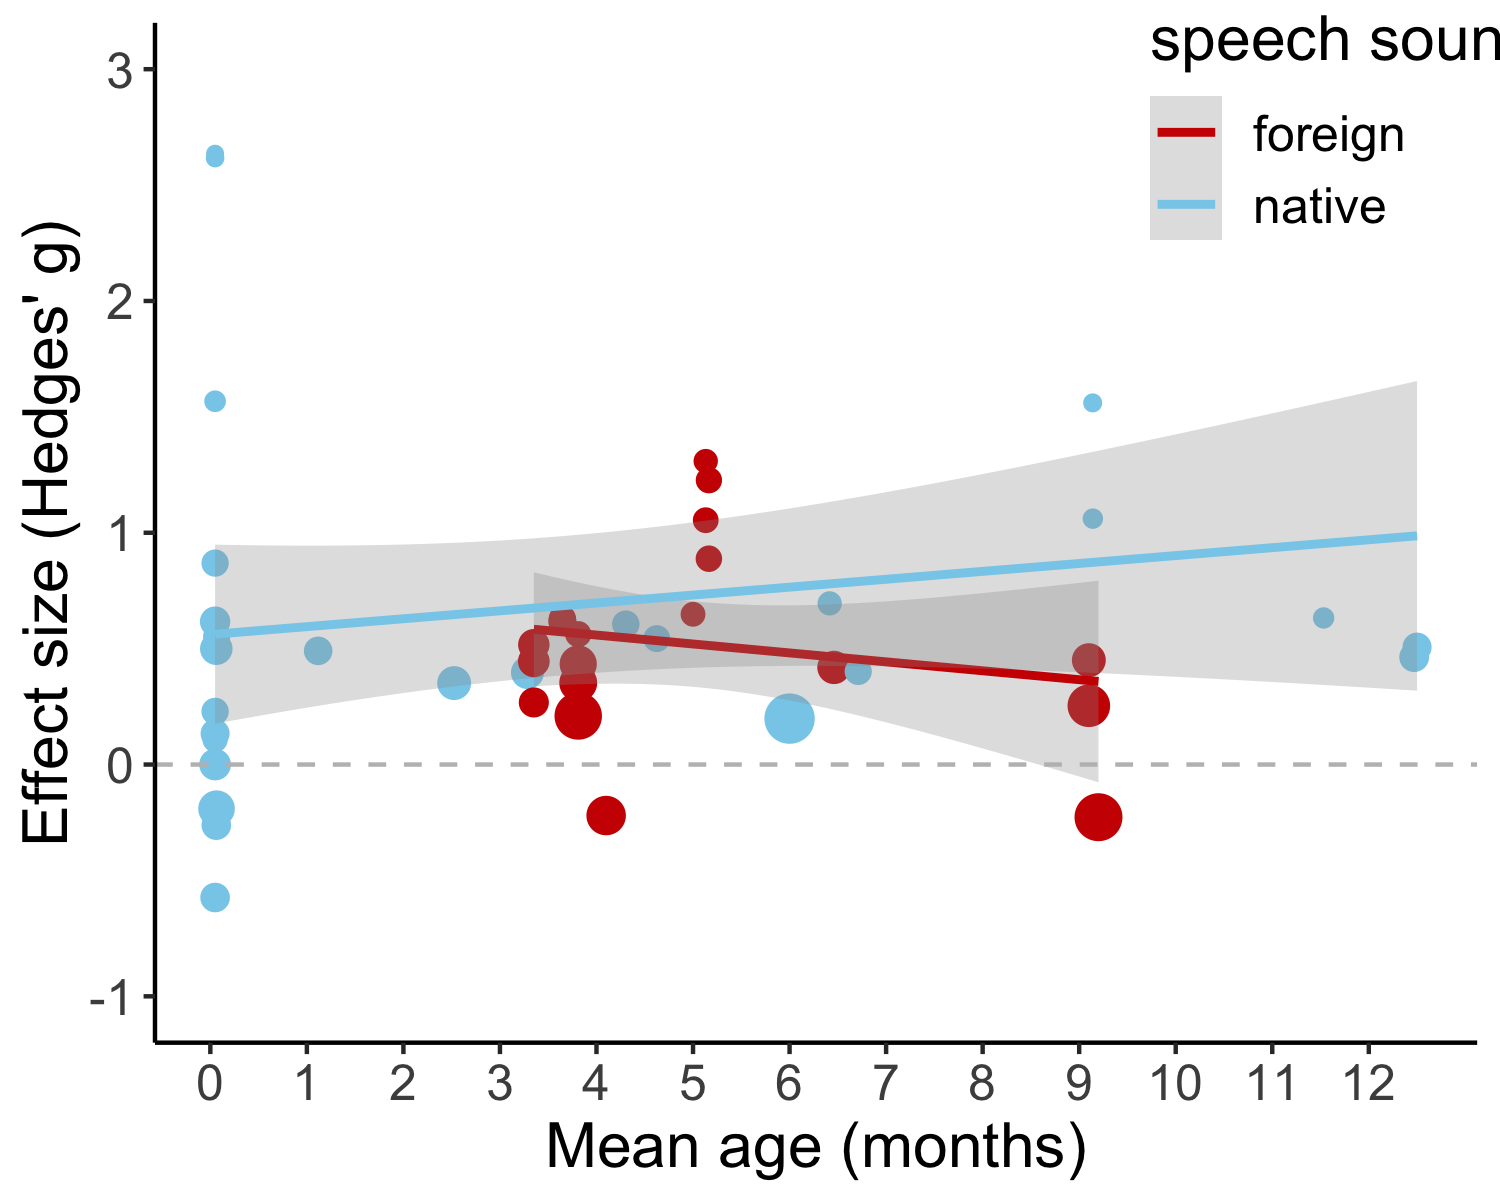 speech soun
foreign
native
Effect size (Hedges' g)
3
2
1
0
-1
0 1 2 3 4 5 6 7 8 9 10 11 12
Mean age (months)